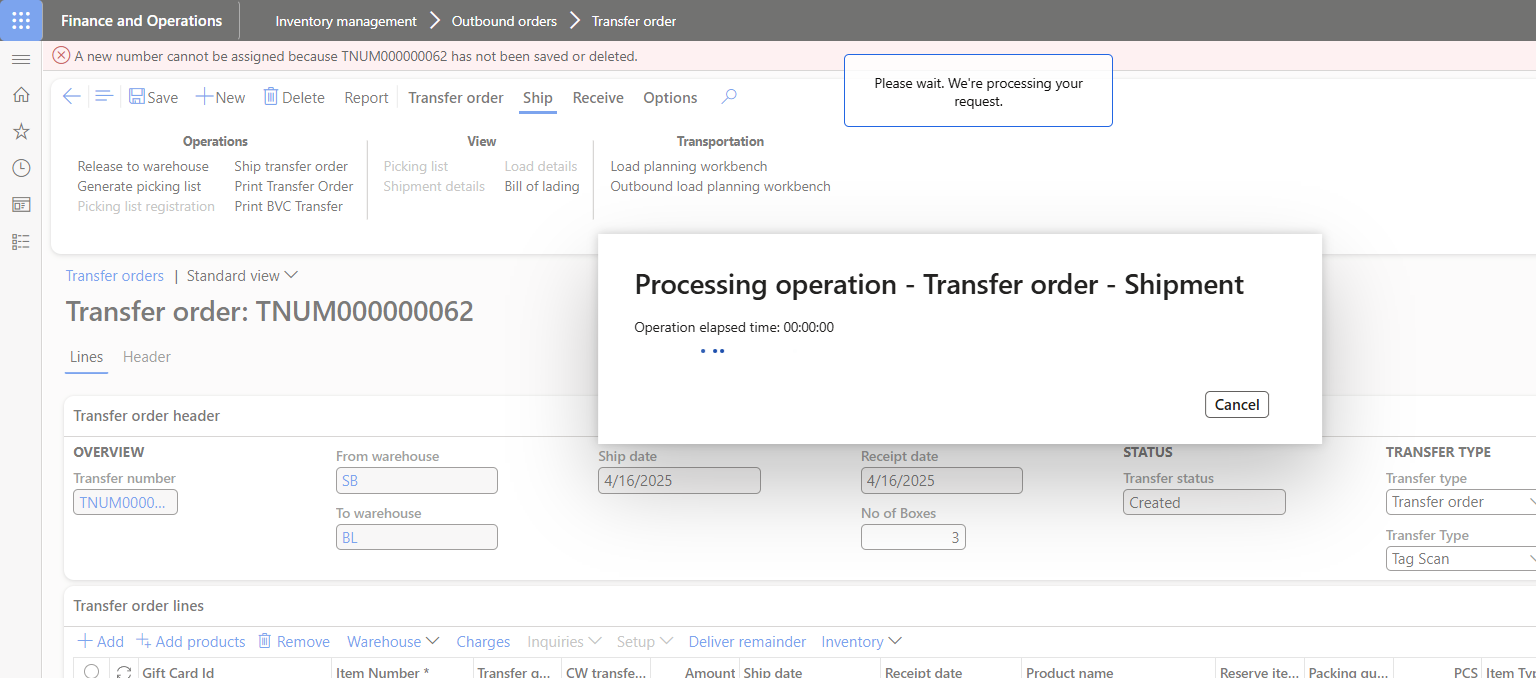 Finance and Operations
Inventory management > Outbound orders > Transfer order
A new number cannot be assigned because TNUM000000062 has not been saved or deleted.
Please wait. We're processing your
request.
Save New Delete Report Transfer order Ship Receive Options
Operations
Release to warehouse Ship transfer order
Generate picking list Print Transfer Order
Picking list registration Print BVC Transfer
View
Picking list Load details
Shipment details Bill of lading
Transportation
Load planning workbench
Outbound load planning workbench
Transfer orders | Standard view
Transfer order: TNUM000000062
Lines Header
Processing operation - Transfer order - Shipment
Operation elapsed time: 00:00:00
Cancel
Transfer order header
OVERVIEW
Transfer number
TNUM0000...
From warehouse
SB
To warehouse
BL
Ship date
4/16/2025
Receipt date
4/16/2025
No of Boxes
3
STATUS
Transfer status
Created
TRANSFER TYPE
Transfer type
Transfer order
Transfer Type
Tag Scan
Transfer order lines
Add Add products Remove Warehouse Charges Inquiries Setup Deliver remainder Inventory
Gift Card Id Item Number * Transfer q... CW transfe... Amount Ship date Receipt date Product name Reserve ite... Packing qu... PCS Item Typ